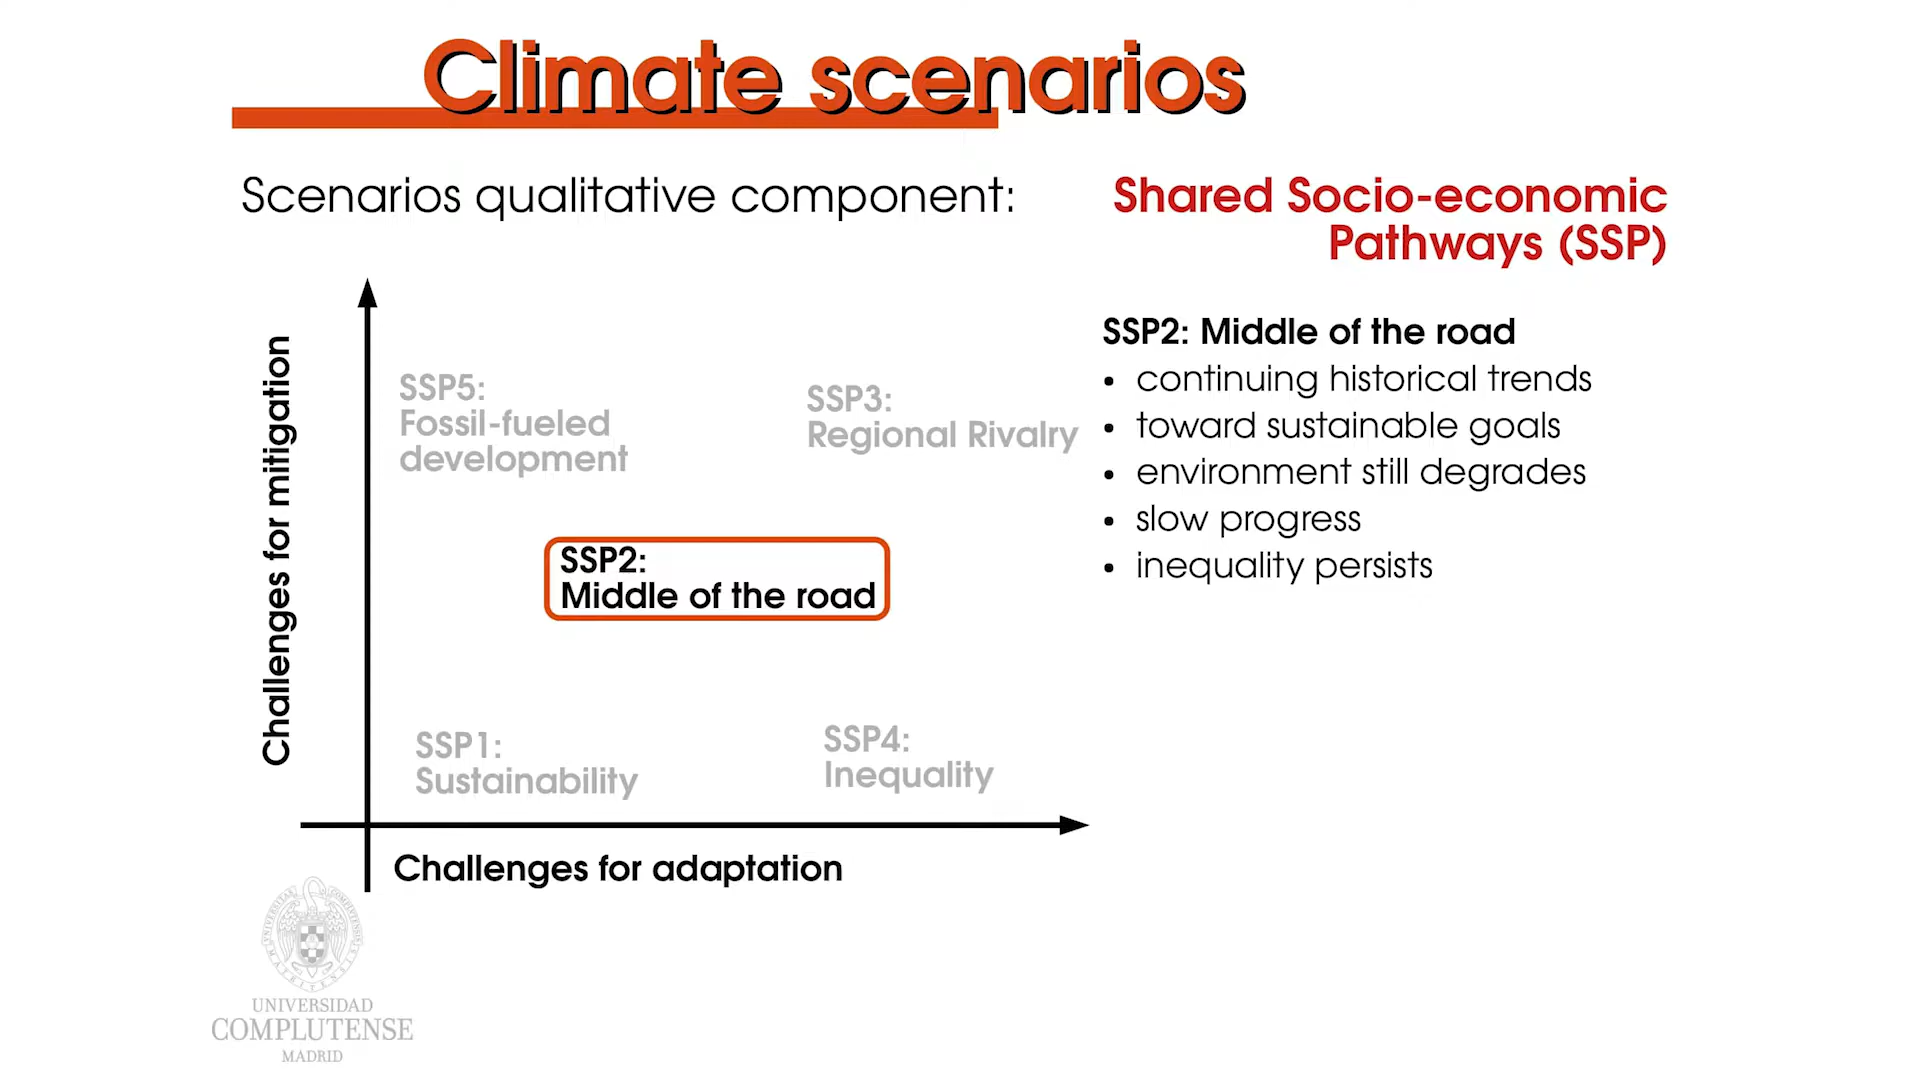 Climate scenarios
Scenarios qualitative component:
Shared Socio-economic
Pathways (SSP)
Challenges for mitigation
SSP5:
Fossil-fueled
development
SSP3:
Regional Rivalry
SSP2:
Middle of the road
SSP1:
Sustainability
SSP4:
Inequality
Challenges for adaptation
SSP2: Middle of the road
• continuing historical trends
• toward sustainable goals
• environment still degrades
• slow progress
• inequality persists
UNIVERSIDAD
COMPLUTENSE
MADRID